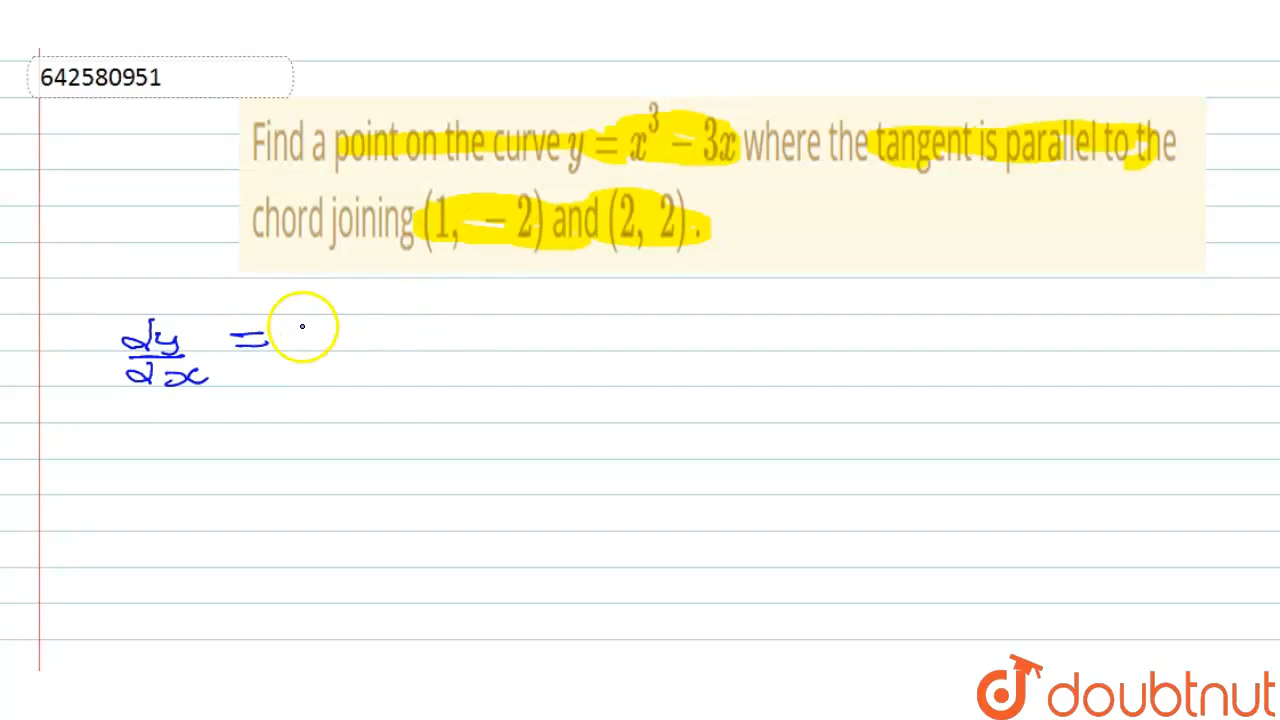 642580951
Find a point on the curve y = x³ − 3x where the tangent is parallel to the
chord joining (1, −2) and (2, 2).
dy
dx
=
doubtnut